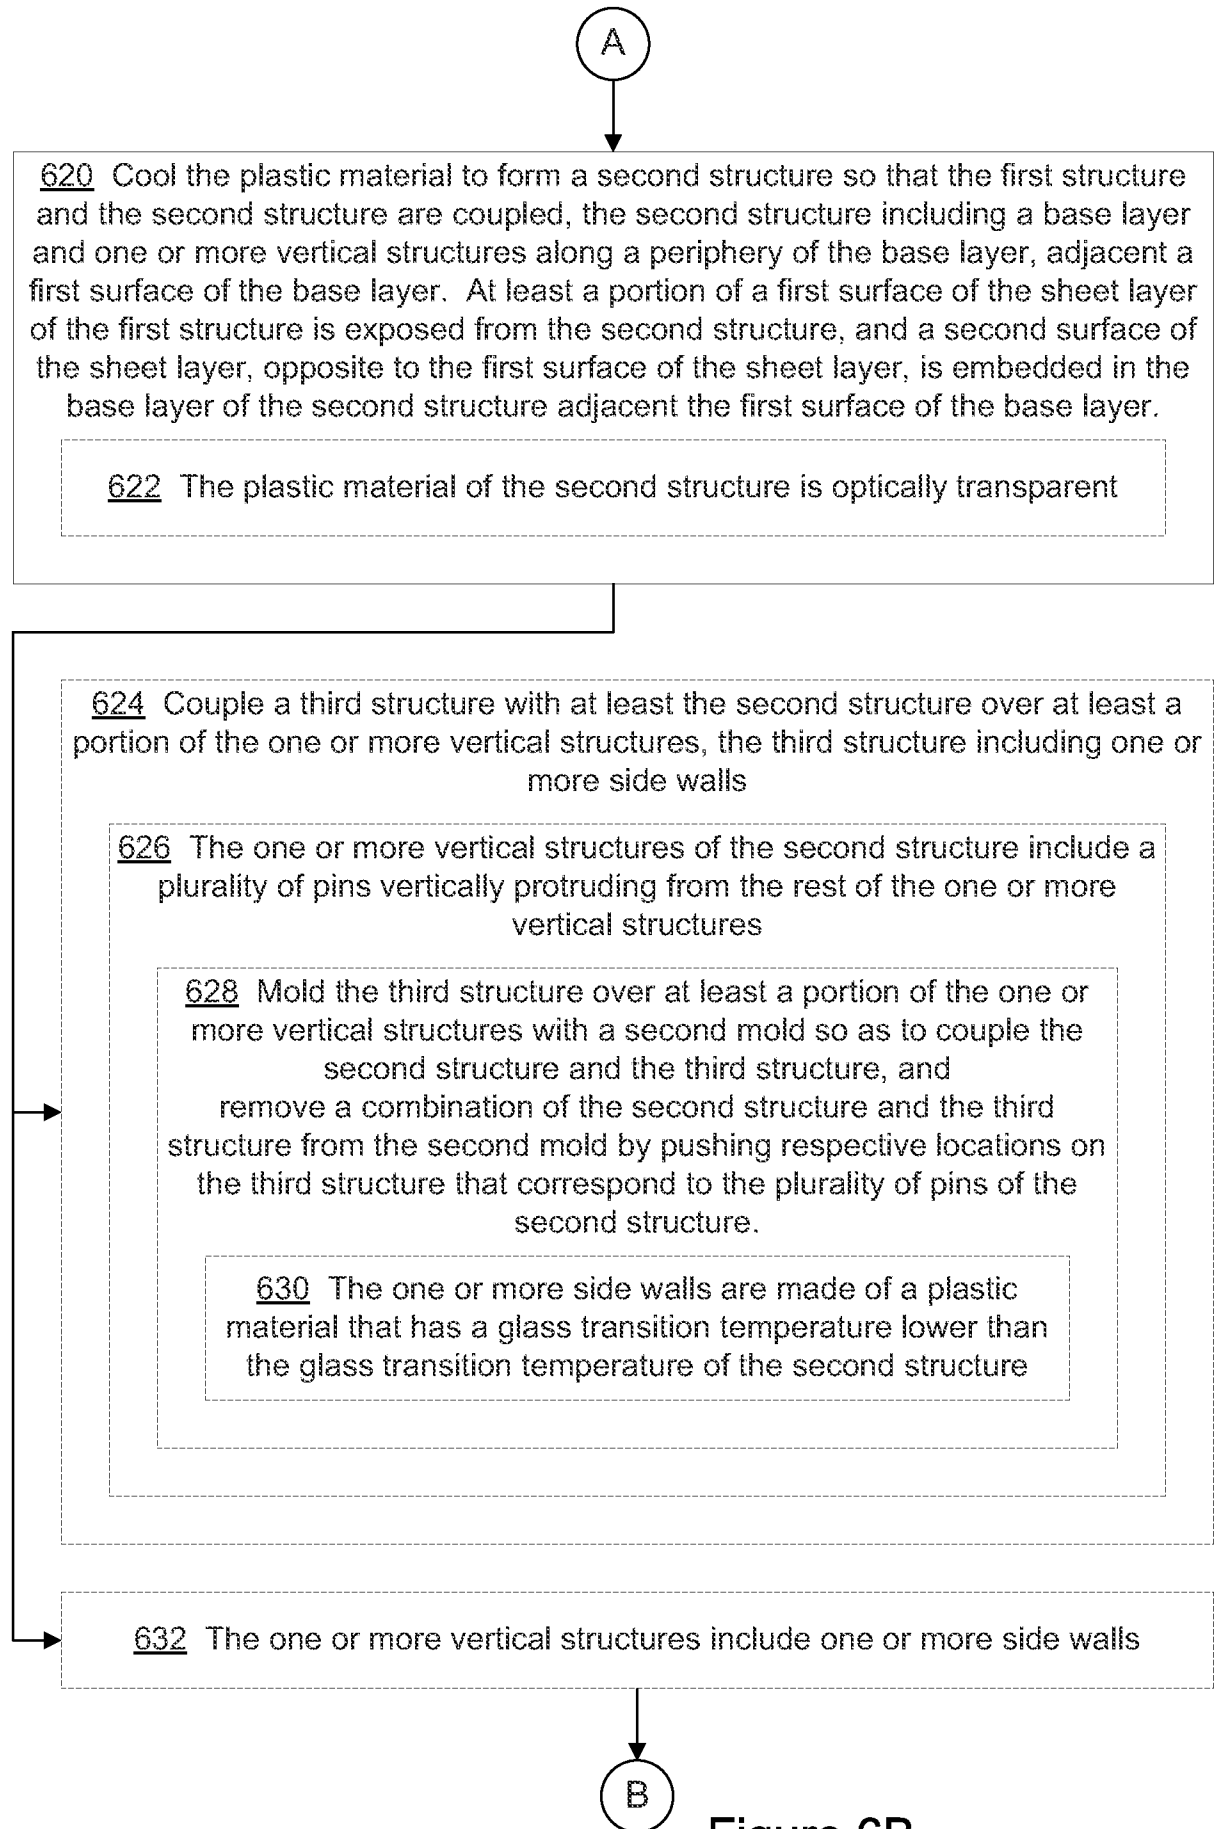 A
620 Cool the plastic material to form a second structure so that the first structure
and the second structure are coupled, the second structure including a base layer
and one or more vertical structures along a periphery of the base layer, adjacent a
first surface of the base layer. At least a portion of a first surface of the sheet layer
of the first structure is exposed from the second structure, and a second surface of
the sheet layer, opposite to the first surface of the sheet layer, is embedded in the
base layer of the second structure adjacent the first surface of the base layer.
622 The plastic material of the second structure is optically transparent
624 Couple a third structure with at least the second structure over at least a
portion of the one or more vertical structures, the third structure including one or
more side walls
626 The one or more vertical structures of the second structure include a
plurality of pins vertically protruding from the rest of the one or more
vertical structures
628 Mold the third structure over at least a portion of the one or
more vertical structures with a second mold so as to couple the
second structure and the third structure, and
remove a combination of the second structure and the third
structure from the second mold by pushing respective locations on
the third structure that correspond to the plurality of pins of the
second structure.
630 The one or more side walls are made of a plastic
material that has a glass transition temperature lower than
the glass transition temperature of the second structure
632 The one or more vertical structures include one or more side walls
B